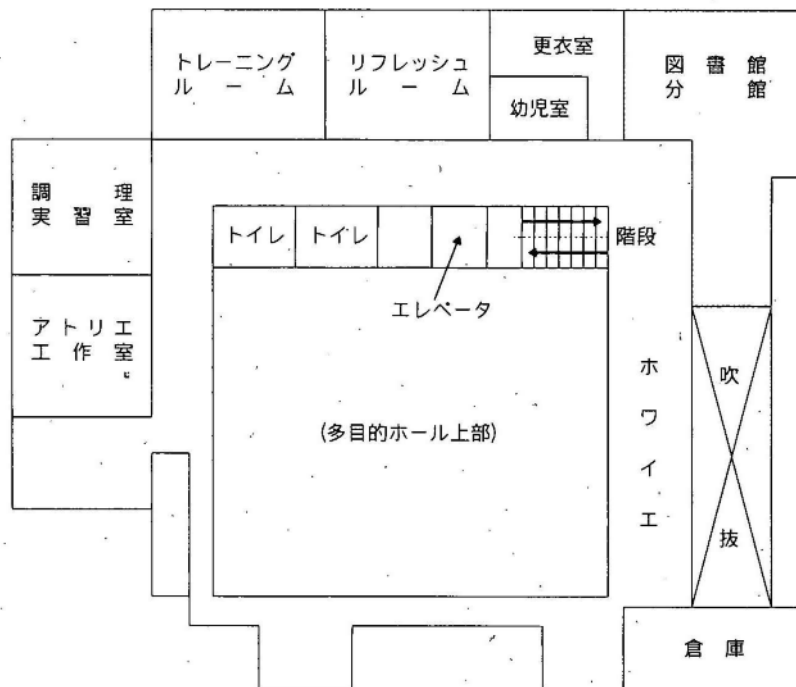 トレーニング
ルーム
リフレッシュ
ルーム
更衣室
幼児室
図書館
分館
調理
実習室
トイレ
トイレ
階段
エレベータ
アトリエ
工作室
(多目的ホール上部)
ホワイエ
吹抜
倉庫